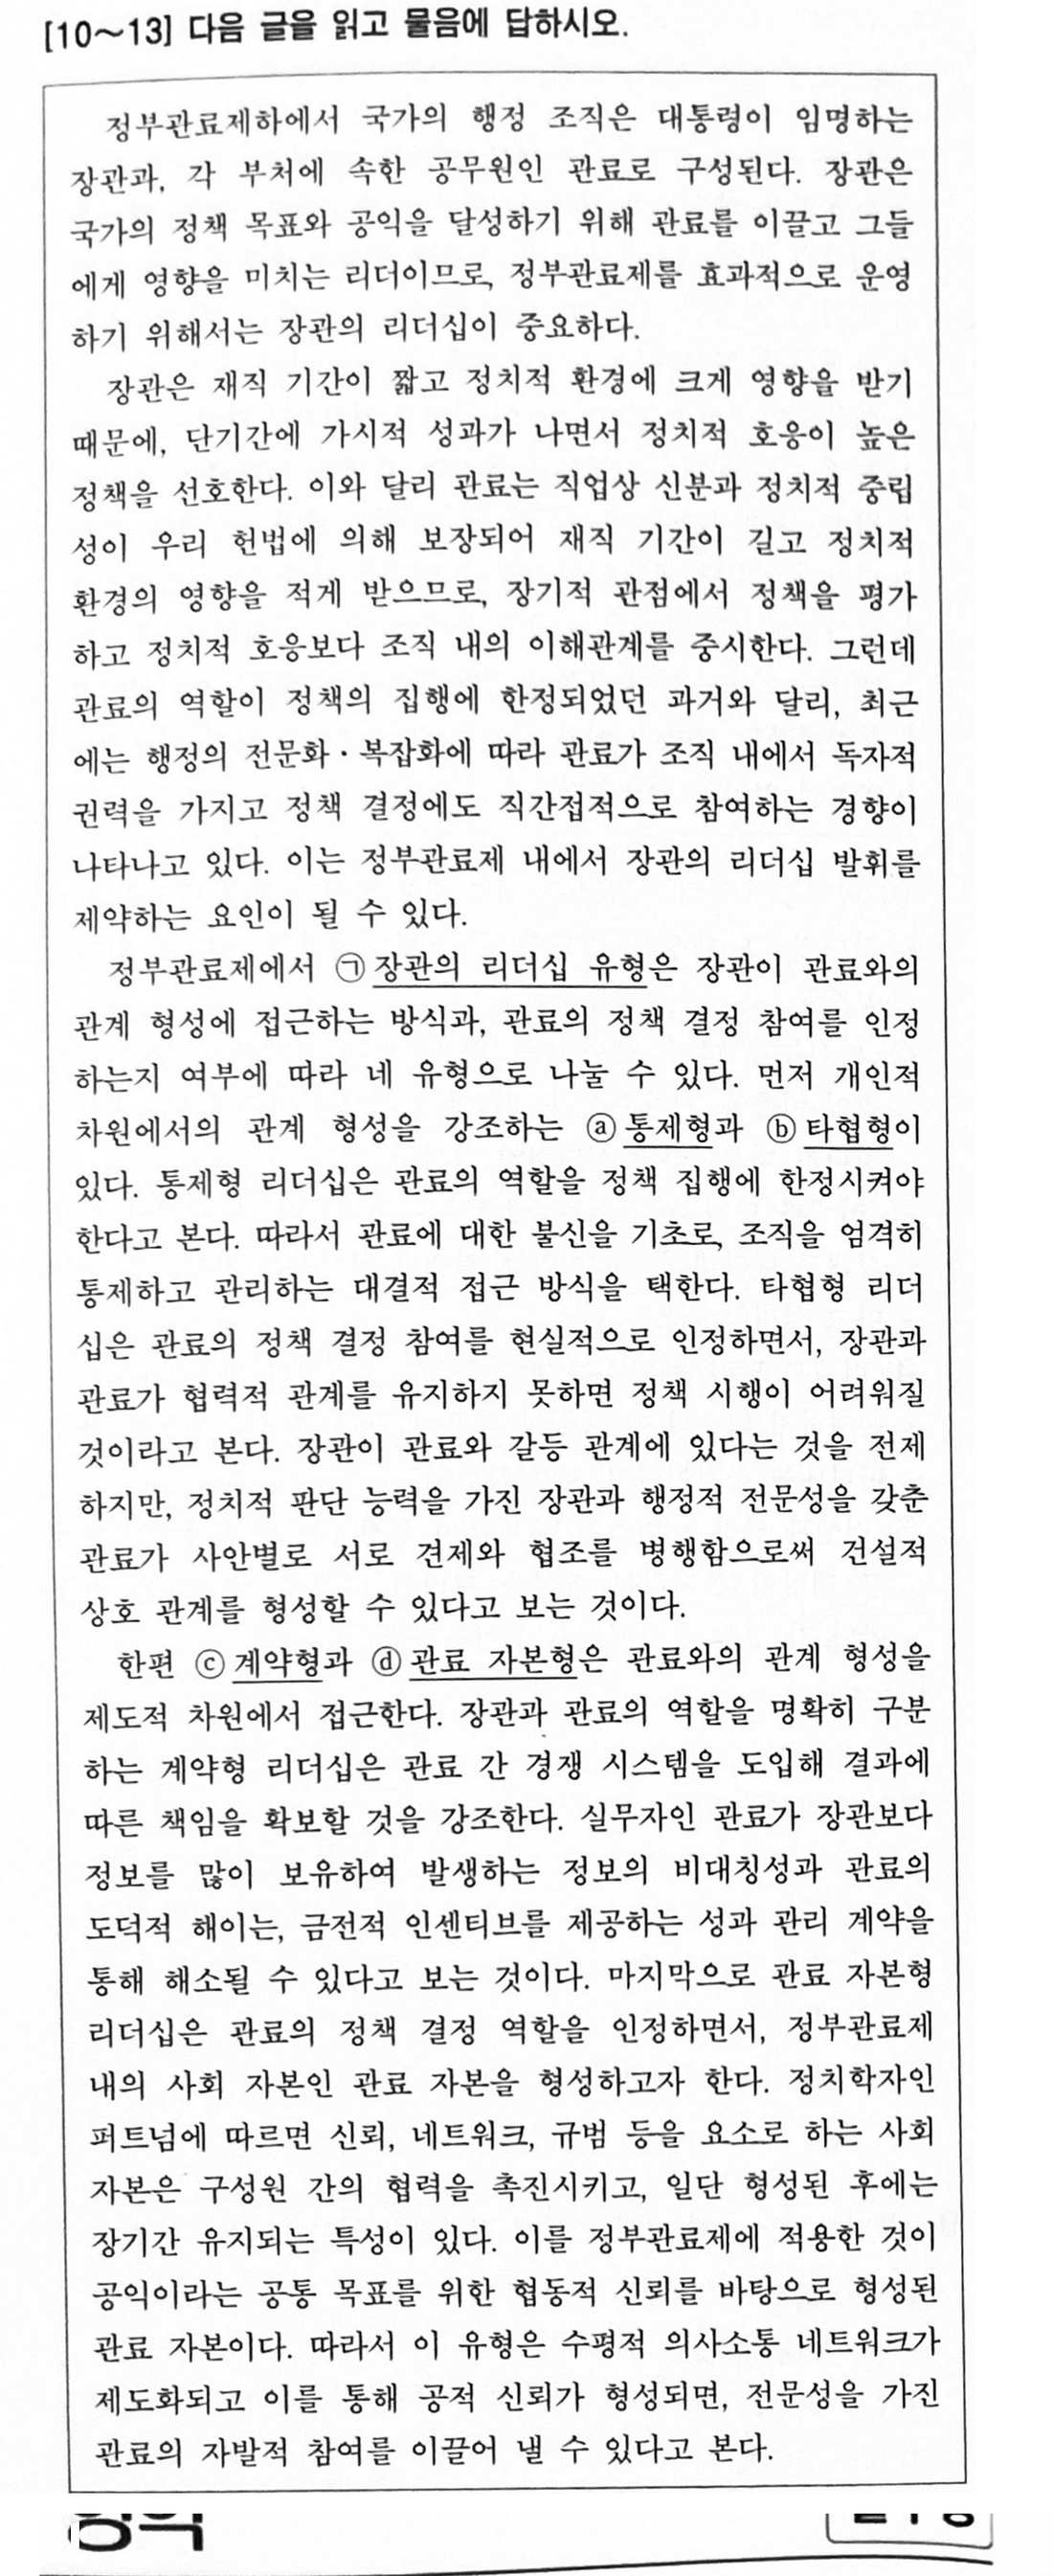 [10~13] 다음 글을 읽고 물음에 답하시오.
정부관료제하에서 국가의 행정 조직은 대통령이 임명하는
장관과, 각 부처에 속한 공무원인 관료로 구성된다. 장관은
국가의 정책 목표와 공익을 달성하기 위해 관료를 이끌고 그들
에게 영향을 미치는 리더이므로, 정부관료제를 효과적으로 운영
하기 위해서는 장관의 리더십이 중요하다.
장관은 재직 기간이 짧고 정치적 환경에 크게 영향을 받기
때문에, 단기간에 가시적 성과가 나면서 정치적 호응이 높은
정책을 선호한다. 이와 달리 관료는 직업상 신분과 정치적 중립
성이 우리 헌법에 의해 보장되어 재직 기간이 길고 정치적
환경의 영향을 적게 받으므로, 장기적 관점에서 정책을 평가
하고 정치적 호응보다 조직 내의 이해관계를 중시한다. 그런데
관료의 역할이 정책의 집행에 한정되었던 과거와 달리, 최근
에는 행정의 전문화·복잡화에 따라 관료가 조직 내에서 독자적
권력을 가지고 정책 결정에도 직간접적으로 참여하는 경향이
나타나고 있다. 이는 정부관료제 내에서 장관의 리더십 발휘를
제약하는 요인이 될 수 있다.
정부관료제에서 ㉠장관의 리더십 유형은 장관이 관료와의
관계 형성에 접근하는 방식과, 관료의 정책 결정 참여를 인정
하는지 여부에 따라 네 유형으로 나눌 수 있다. 먼저 개인적
차원에서의 관계 형성을 강조하는 ⓐ통제형과 ⓑ타협형이
있다. 통제형 리더십은 관료의 역할을 정책 집행에 한정시켜야
한다고 본다. 따라서 관료에 대한 불신을 기초로, 조직을 엄격히
통제하고 관리하는 대결적 접근 방식을 택한다. 타협형 리더
십은 관료의 정책 결정 참여를 현실적으로 인정하면서, 장관과
관료가 협력적 관계를 유지하지 못하면 정책 시행이 어려워질
것이라고 본다. 장관이 관료와 갈등 관계에 있다는 것을 전제
하지만, 정치적 판단 능력을 가진 장관과 행정적 전문성을 갖춘
관료가 사안별로 서로 견제와 협조를 병행함으로써 건설적
상호 관계를 형성할 수 있다고 보는 것이다.
한편 ⓒ계약형과 ⓓ관료 자본형은 관료와의 관계 형성을
제도적 차원에서 접근한다. 장관과 관료의 역할을 명확히 구분
하는 계약형 리더십은 관료 간 경쟁 시스템을 도입해 결과에
따른 책임을 확보할 것을 강조한다. 실무자인 관료가 장관보다
정보를 많이 보유하여 발생하는 정보의 비대칭성과 관료의
도덕적 해이는, 금전적 인센티브를 제공하는 성과 관리 계약을
통해 해소될 수 있다고 보는 것이다. 마지막으로 관료 자본형
리더십은 관료의 정책 결정 역할을 인정하면서, 정부관료제
내의 사회 자본인 관료 자본을 형성하고자 한다. 정치학자인
퍼트넘에 따르면 신뢰, 네트워크, 규범 등을 요소로 하는 사회
자본은 구성원 간의 협력을 촉진시키고, 일단 형성된 후에는
장기간 유지되는 특성이 있다. 이를 정부관료제에 적용한 것이
공익이라는 공통 목표를 위한 협동적 신뢰를 바탕으로 형성된
관료 자본이다. 따라서 이 유형은 수평적 의사소통 네트워크가
제도화되고 이를 통해 공적 신뢰가 형성되면, 전문성을 가진
관료의 자발적 참여를 이끌어 낼 수 있다고 본다.